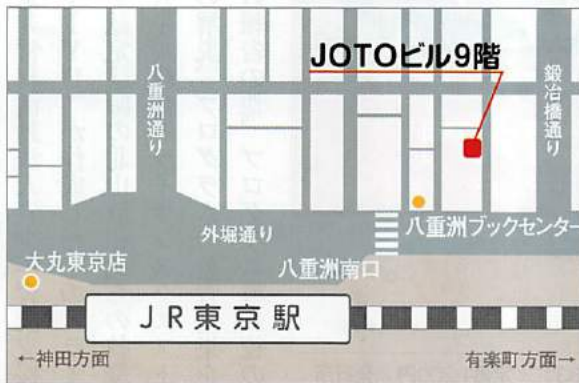 JOTOビル9階
八重洲通り
鍛冶橋通り
外堀通り
八重洲ブックセンター
大丸東京店
八重洲南口
JR東京駅
←神田方面
有楽町方面→